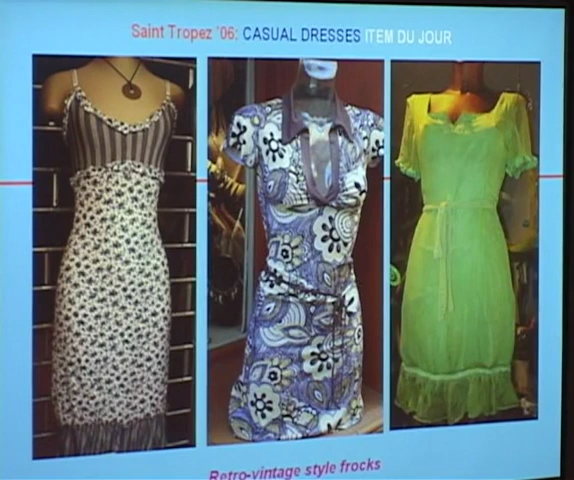 Saint Tropez '06: CASUAL DRESSES ITEM DU JOUR
Retro-vintage style frocks